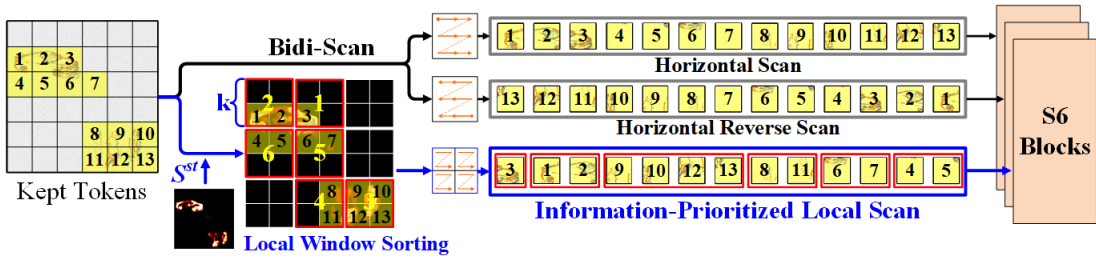 1 2 3
4 5 6 7
8 9 10
11 12 13
Kept Tokens
Bidi-Scan
k
S^st
2 1
1 2 3
4 5 6 7
6 5
4 3
8 9 10
11 12 13
Local Window Sorting
1 2 3 4 5 6 7 8 9 10 11 12 13
Horizontal Scan
13 12 11 10 9 8 7 6 5 4 3 2 1
Horizontal Reverse Scan
3 1 2 9 10 12 13 8 11 6 7 4 5
Information-Prioritized Local Scan
S6
Blocks